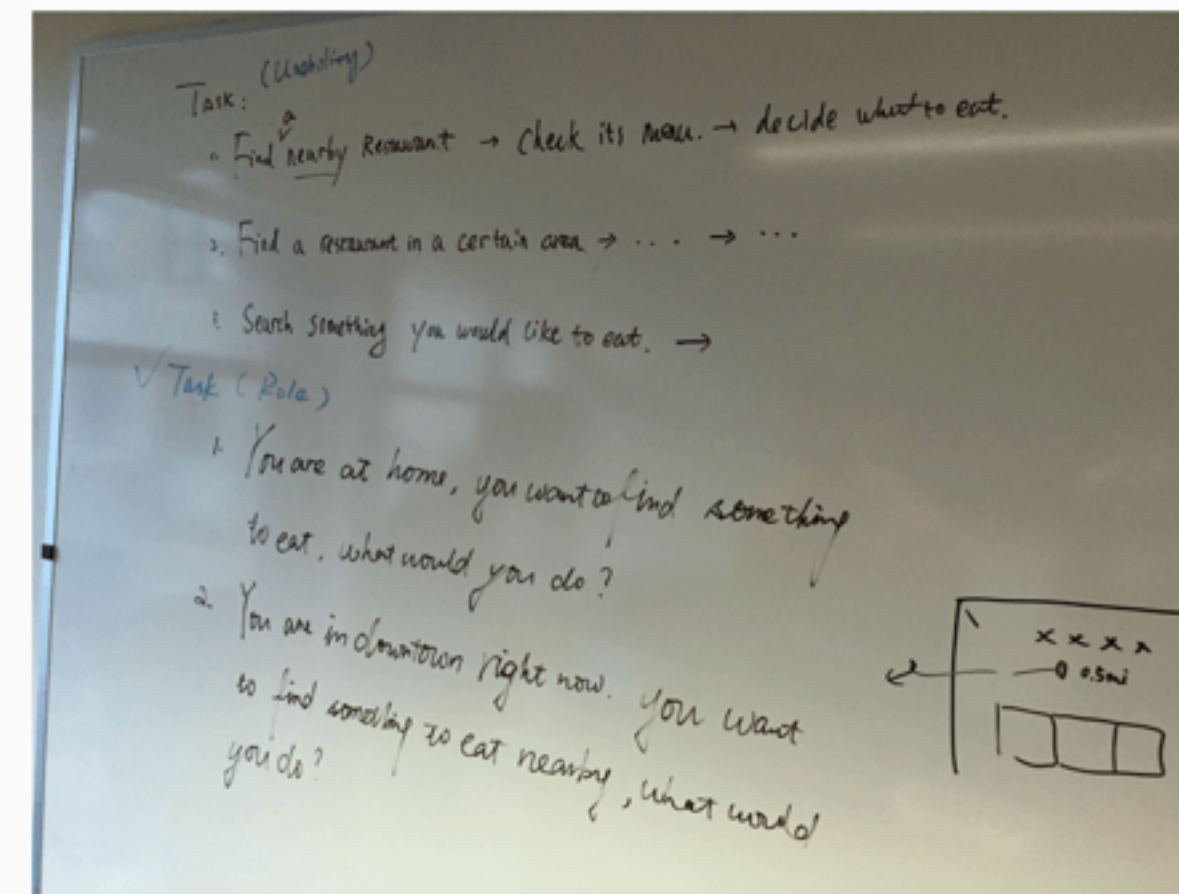 Task: (Usability)
1. Find a nearby Restaurant → Check its menu. → decide what to eat.
2. Find a restaurant in a certain area → .... → ...
3. Search something you would like to eat. →
✓ Task (Role)
1. You are at home, you want to find something
to eat. what would you do?
2. You are in downtown right now. you want
to find something to eat nearby, what would
you do?
x x x x
0.5mi